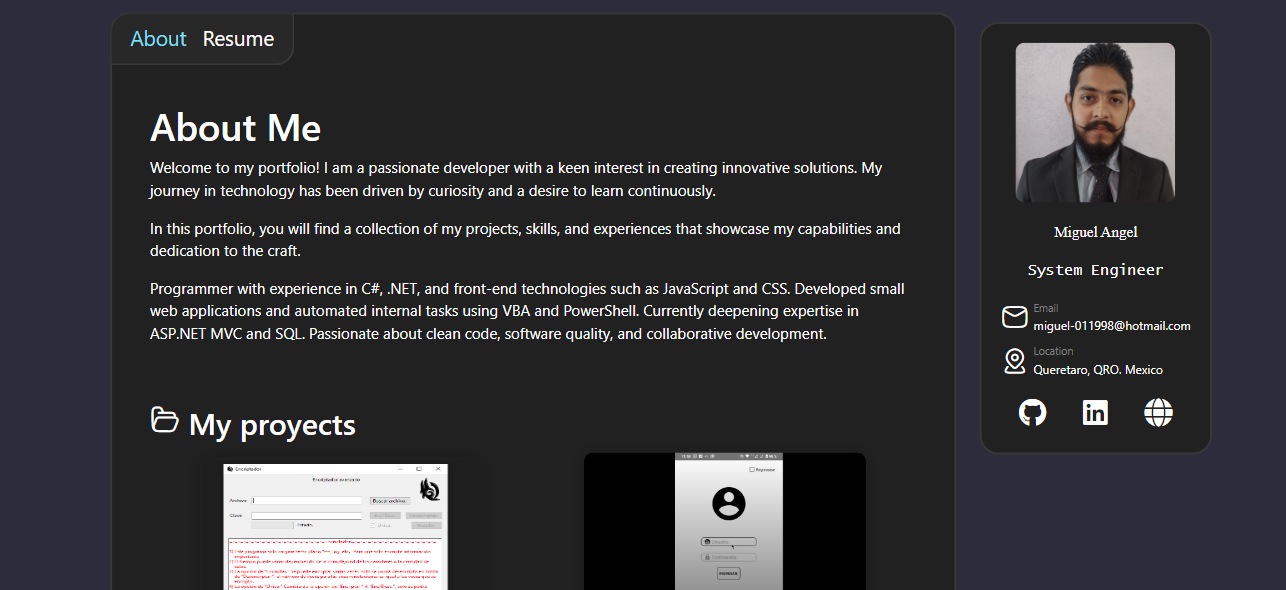 About Resume
About Me
Welcome to my portfolio! I am a passionate developer with a keen interest in creating innovative solutions. My
journey in technology has been driven by curiosity and a desire to learn continuously.
In this portfolio, you will find a collection of my projects, skills, and experiences that showcase my capabilities and
dedication to the craft.
Programmer with experience in C#, .NET, and front-end technologies such as JavaScript and CSS. Developed small
web applications and automated internal tasks using VBA and PowerShell. Currently deepening expertise in
ASP.NET MVC and SQL. Passionate about clean code, software quality, and collaborative development.
My proyects
Encriptador
Encriptador avanzado
Archivo
Buscar archivo
Clave
Estado
Miguel Angel
System Engineer
Email
miguel-011998@hotmail.com
Location
Queretaro, QRO. Mexico
in